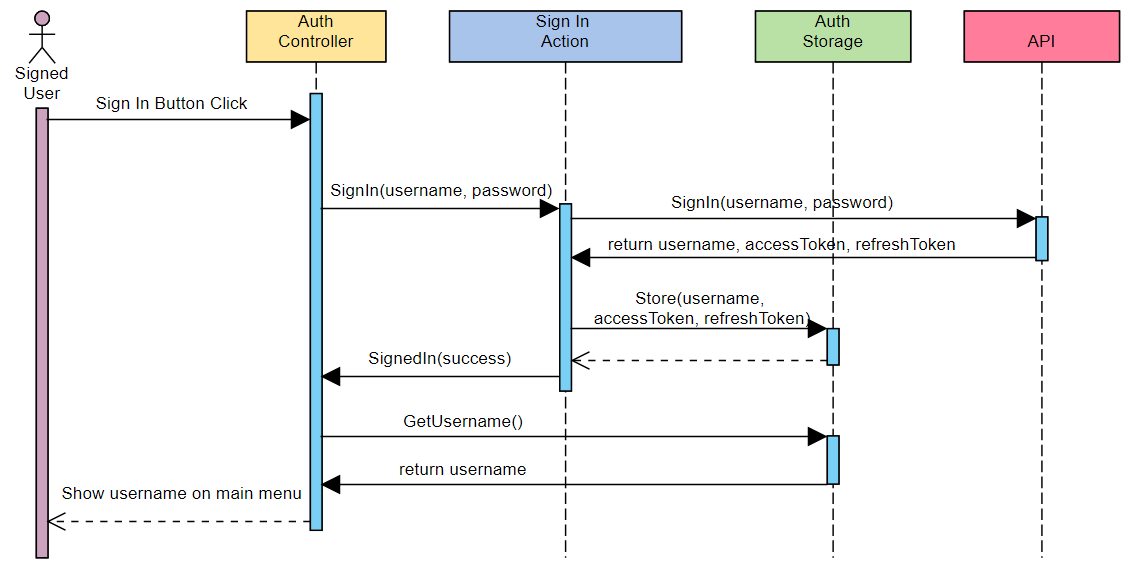 Signed
User
Auth
Controller
Sign In
Action
Auth
Storage
API
Sign In Button Click
SignIn(username, password)
SignIn(username, password)
return username, accessToken, refreshToken
Store(username,
accessToken, refreshToken)
SignedIn(success)
GetUsername()
return username
Show username on main menu